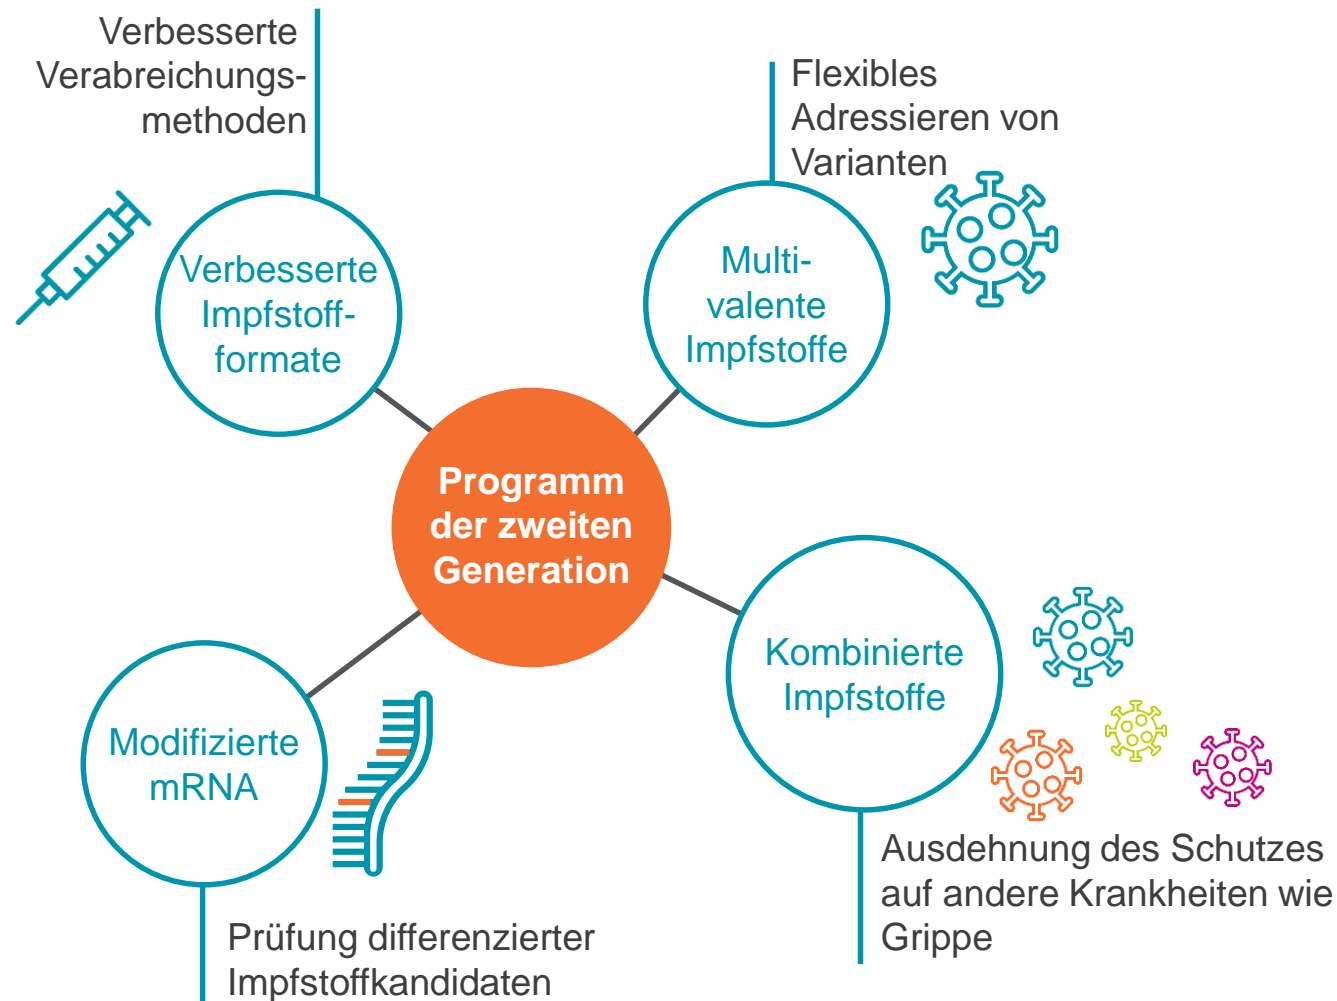 Verbesserte
Verabreichungs-
methoden
Flexibles
Adressieren von
Varianten
Verbesserte
Impfstoff-
formate
Multi-
valente
Impfstoffe
Programm
der zweiten
Generation
Kombinierte
Impfstoffe
Modifizierte
mRNA
Ausdehnung des Schutzes
auf andere Krankheiten wie
Grippe
Prüfung differenzierter
Impfstoffkandidaten